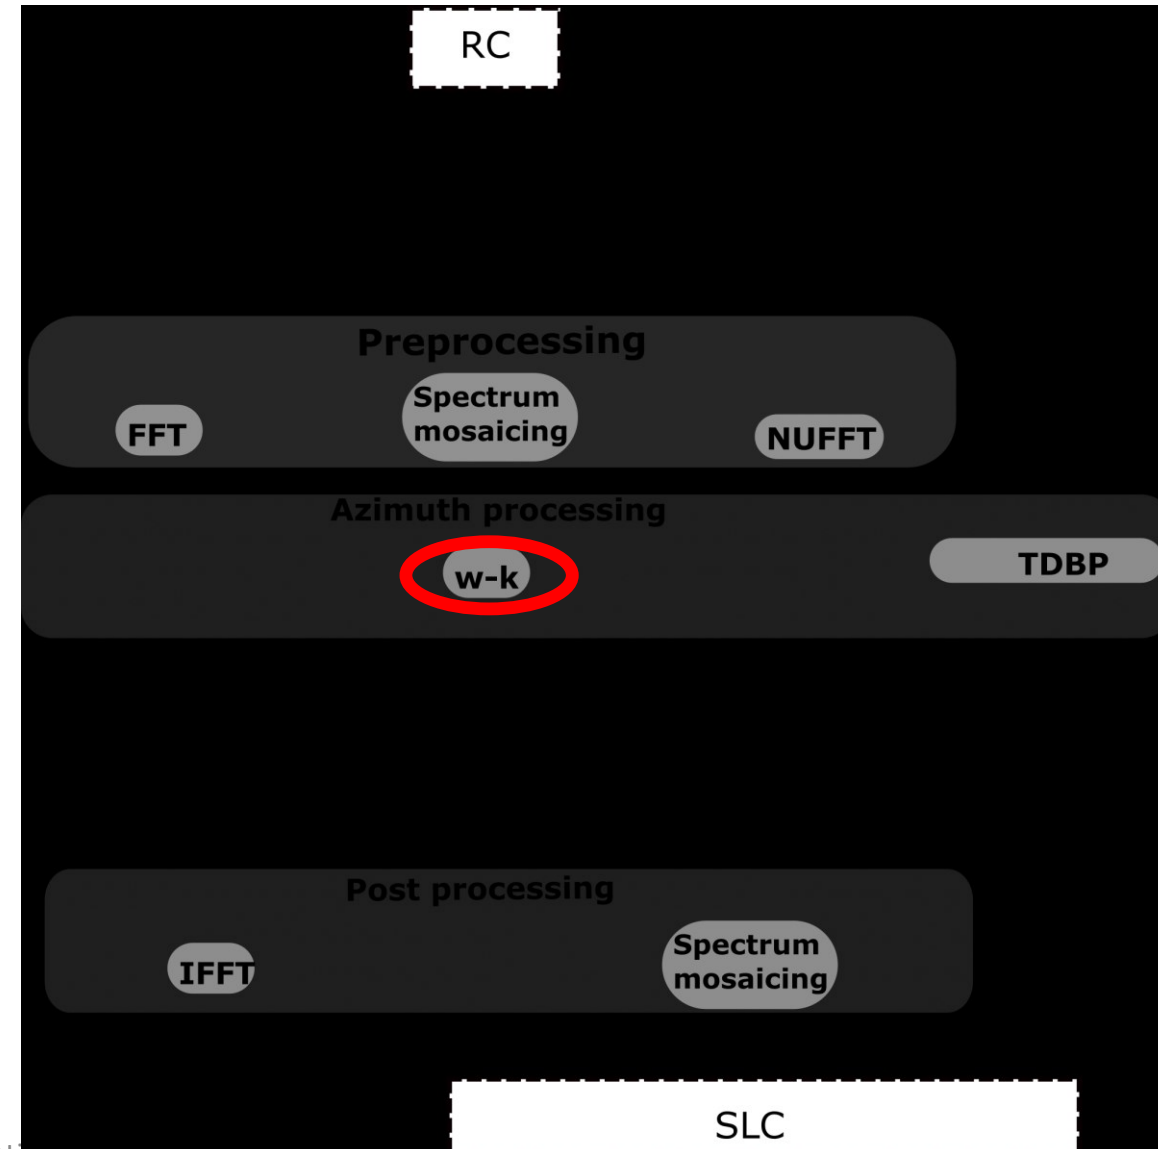 RC
Preprocessing
FFT
Spectrum
mosaicing
NUFFT
Azimuth processing
w-k
TDBP
Post processing
IFFT
Spectrum
mosaicing
SLC